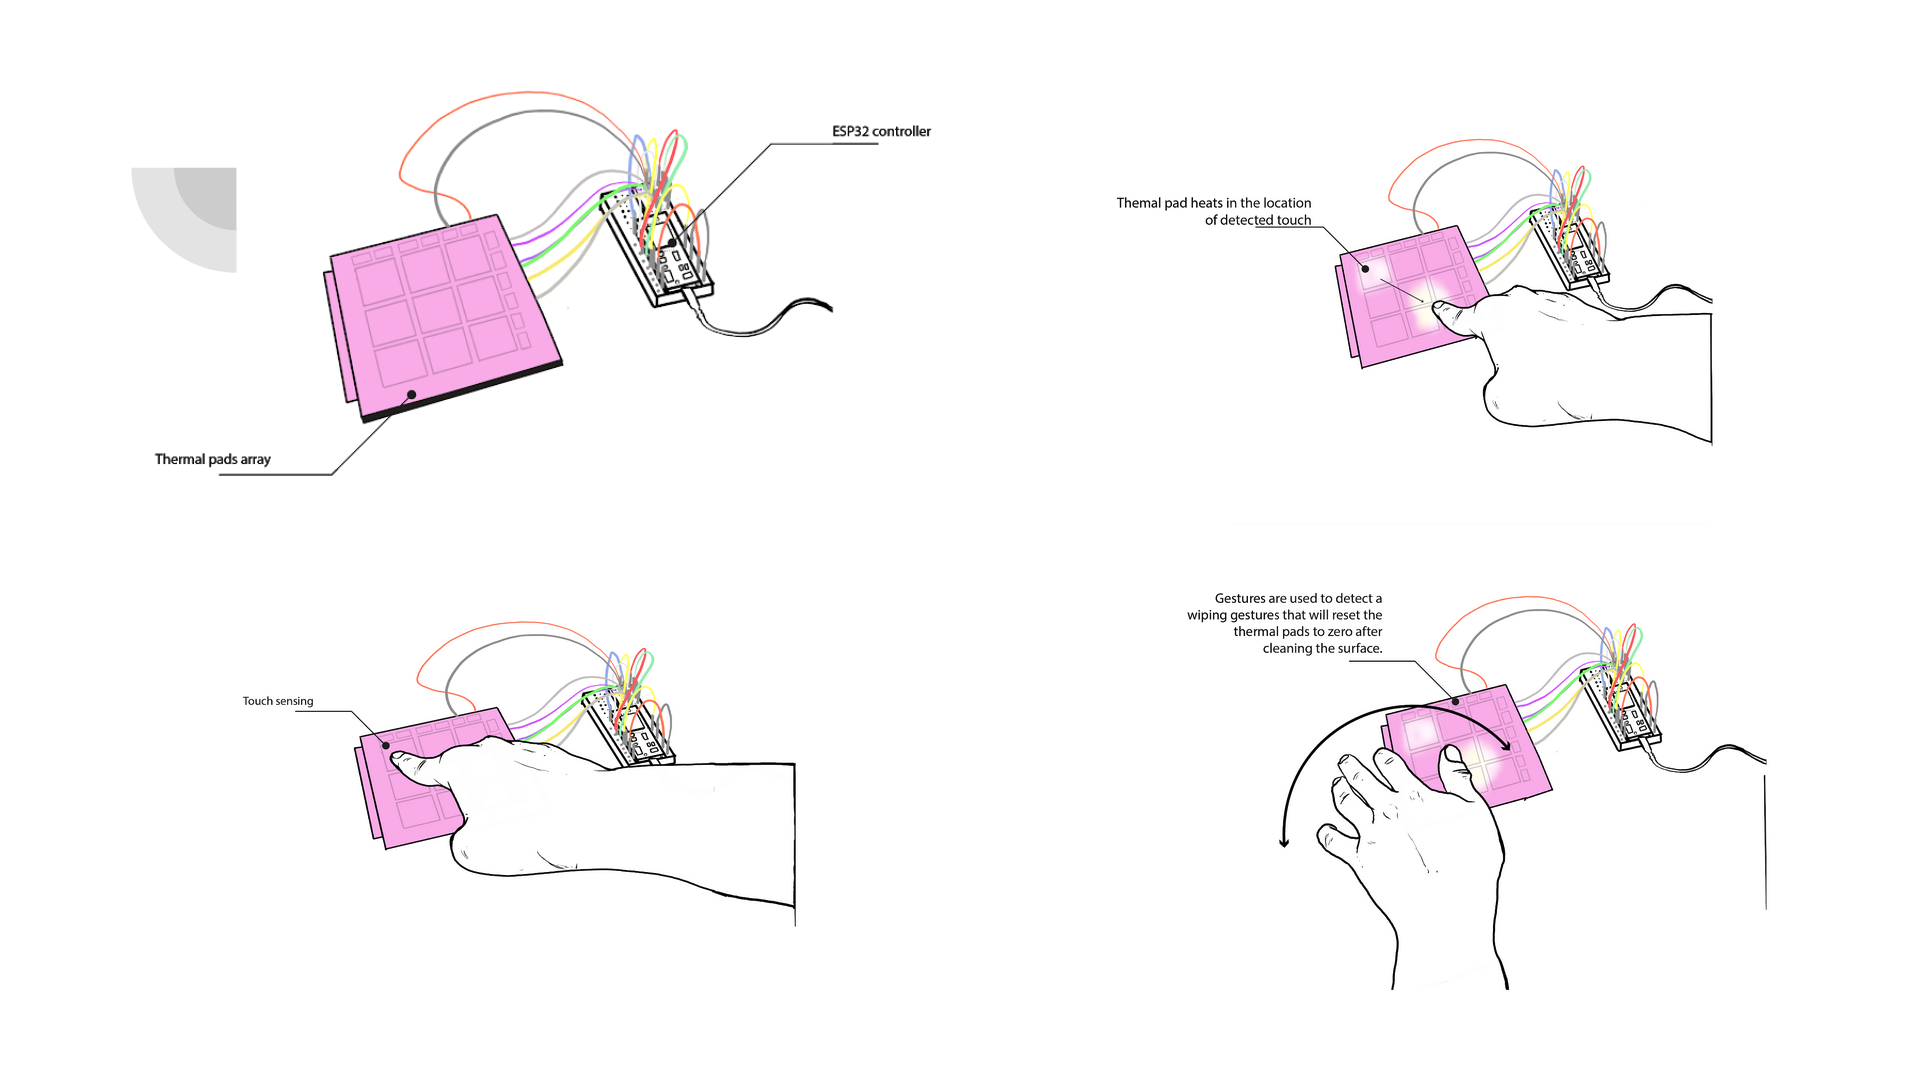 ESP32 controller
Thermal pads array
Themal pad heats in the location
of detected touch
Touch sensing
Gestures are used to detect a
wiping gestures that will reset the
thermal pads to zero after
cleaning the surface.